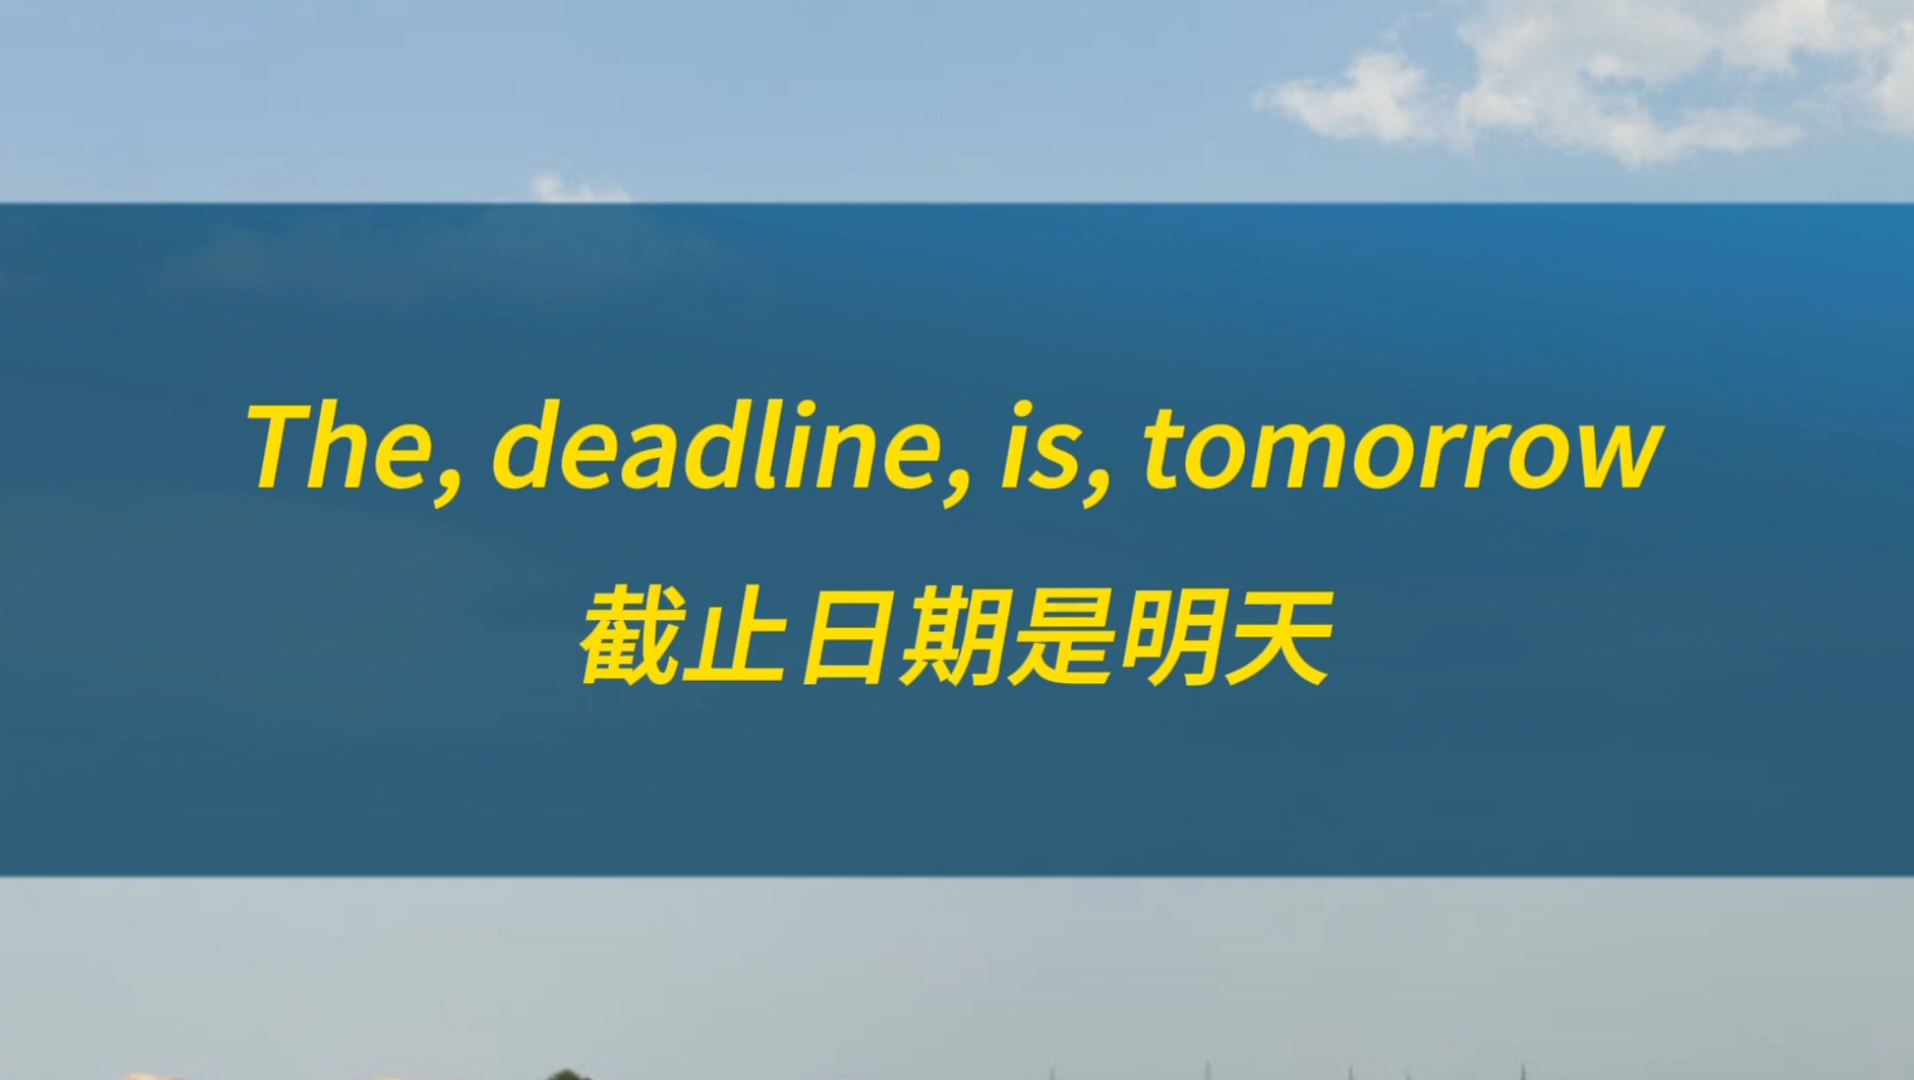 The, deadline, is, tomorrow
截止日期是明天